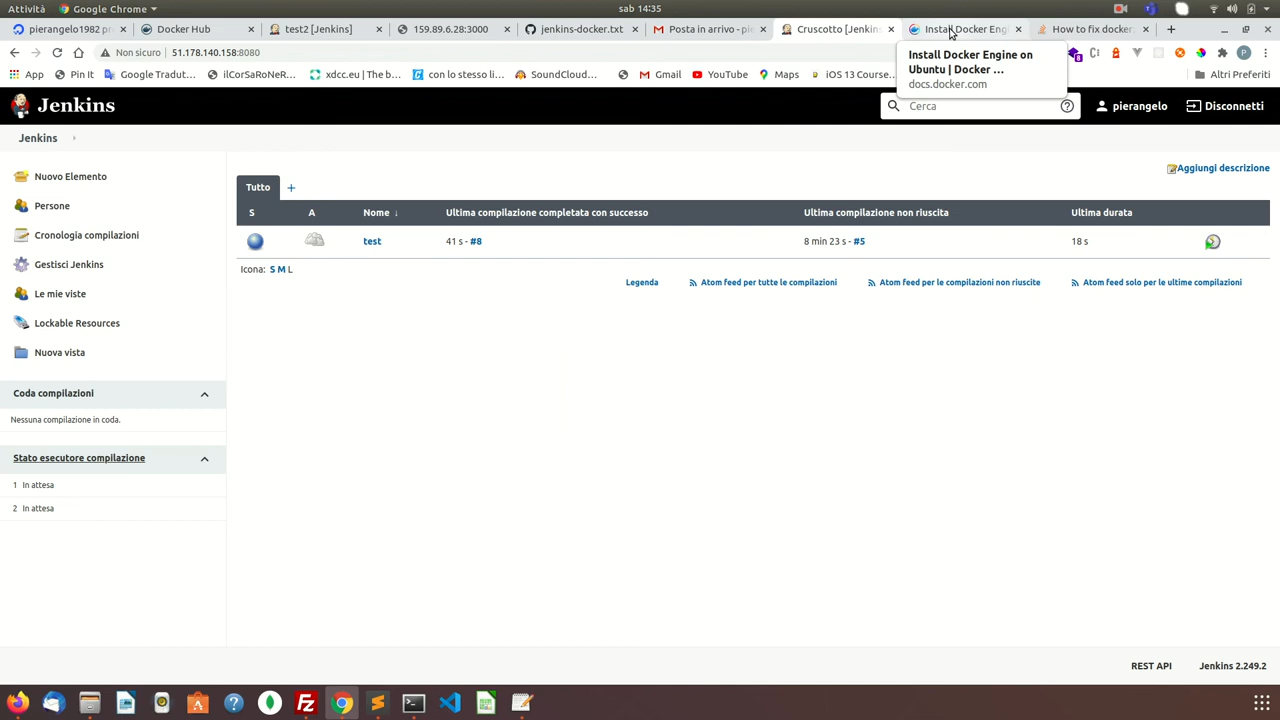 Attività
Google Chrome
sab 14:35
pierangelo1982 pr
DockerHub
test2 [Jenkins]
159.89.6.28:3000
jenkins-docker.txt
Posta in arrivo - pie
Cruscotto [Jenkins
Install Docker Engi
How to fix docker:
Non sicuro
51.178.140.158:8080
Install Docker Engine on
Ubuntu | Docker ...
docs.docker.com
App
Pin It
Google Tradut...
ilCorSaRoNeR...
xdcc.eu | The b...
con lo stesso li...
SoundCloud...
Gmail
YouTube
Maps
iOS 13 Course...
Altri Preferiti
Jenkins
Cerca
pierangelo
Disconnetti
Jenkins
Nuovo Elemento
Persone
Cronologia compilazioni
Gestisci Jenkins
Le mie viste
Lockable Resources
Nuova vista
Coda compilazioni
Nessuna compilazione in coda.
Stato esecutore compilazione
1 In attesa
2 In attesa
Aggiungi descrizione
Tutto +
S A Nome ↓ Ultima compilazione completata con successo Ultima compilazione non riuscita Ultima durata
test 41 s - #8 8 min 23 s - #5 18 s
Icona: S M L
Legenda Atom feed per tutte le compilazioni Atom feed per le compilazioni non riuscite Atom feed solo per le ultime compilazioni
REST API Jenkins 2.249.2